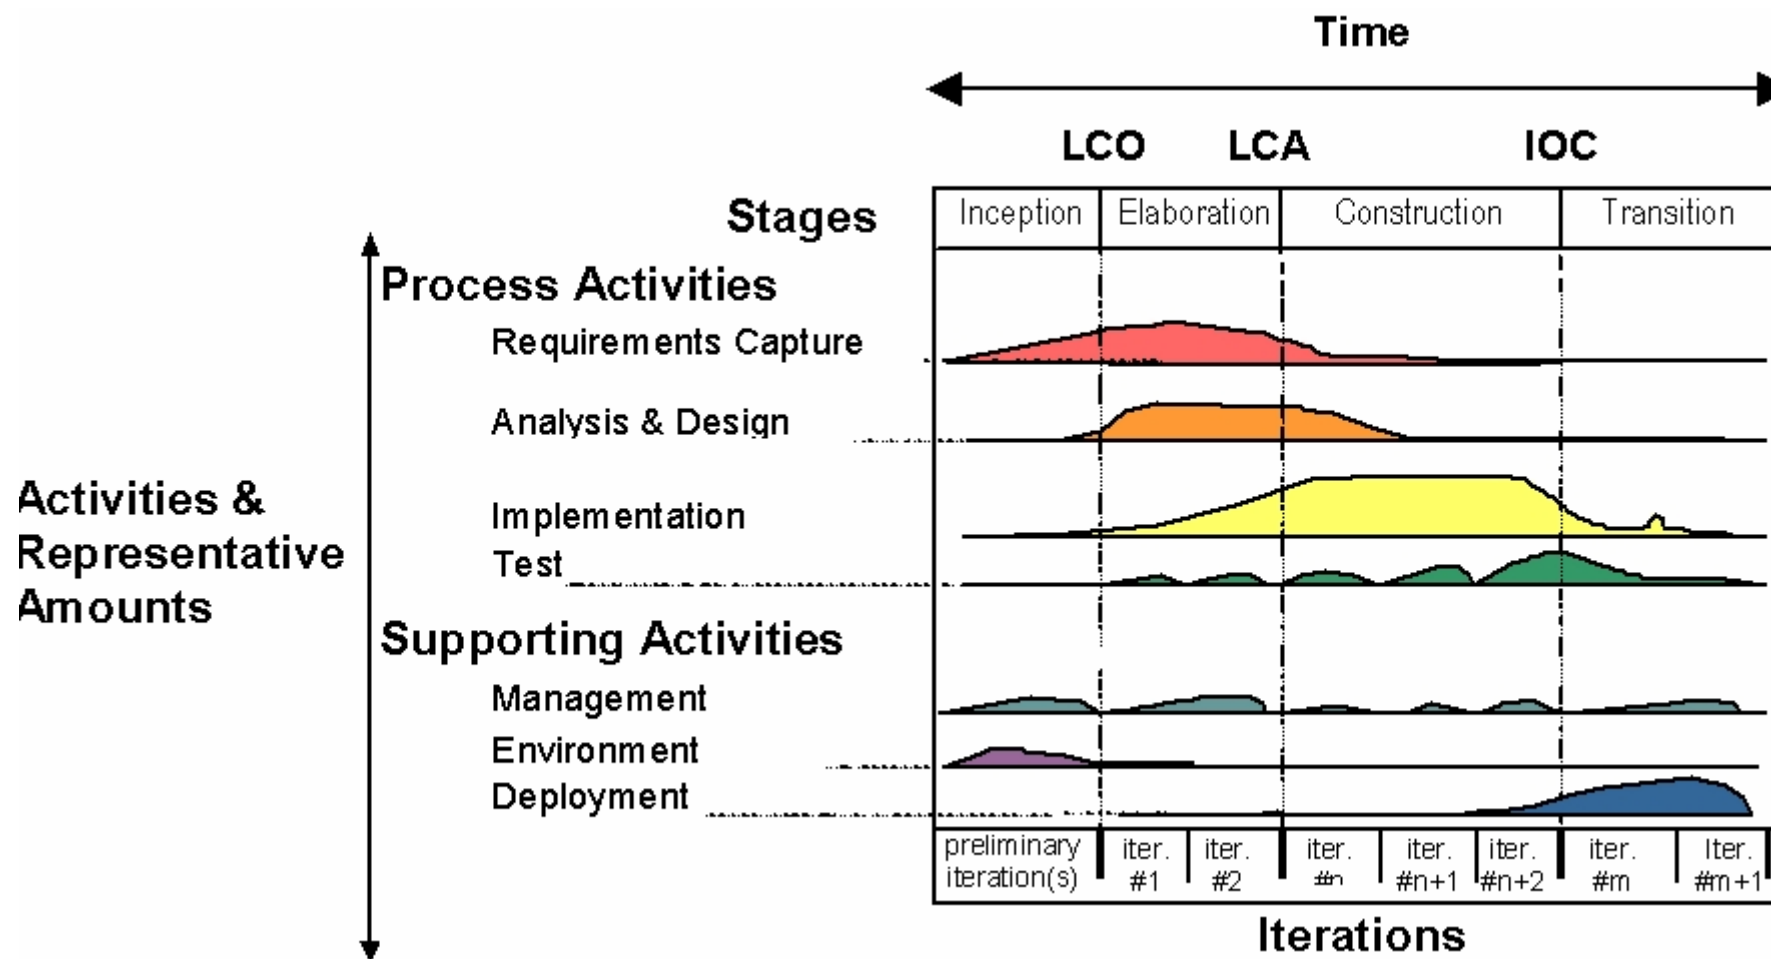 Time
LCO LCA IOC
Stages
Inception Elaboration Construction Transition
Process Activities
Requirements Capture
Analysis & Design
Implementation
Test
Activities &
Representative
Amounts
Supporting Activities
Management
Environment
Deployment
preliminary
iteration(s)
iter.
#1
iter.
#2
iter.
#n
iter.
#n+1
iter.
#n+2
iter.
#m
Iter.
#m+1
Iterations